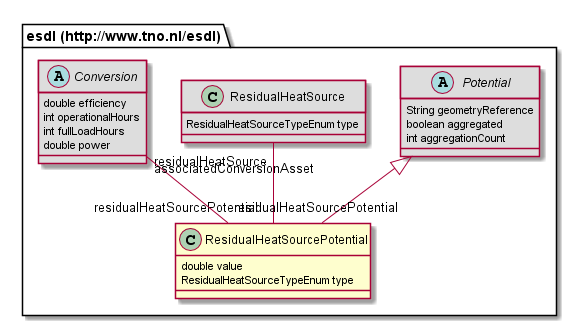 esdl (http://www.tno.nl/esdl)
A Conversion
double efficiency
int operationalHours
int fullLoadHours
double power
C ResidualHeatSource
ResidualHeatSourceTypeEnum type
A Potential
String geometryReference
boolean aggregated
int aggregationCount
residualHeatSource
associatedConversionAsset
residualHeatSourcePotential
residualHeatSourcePotential
C ResidualHeatSourcePotential
double value
ResidualHeatSourceTypeEnum type